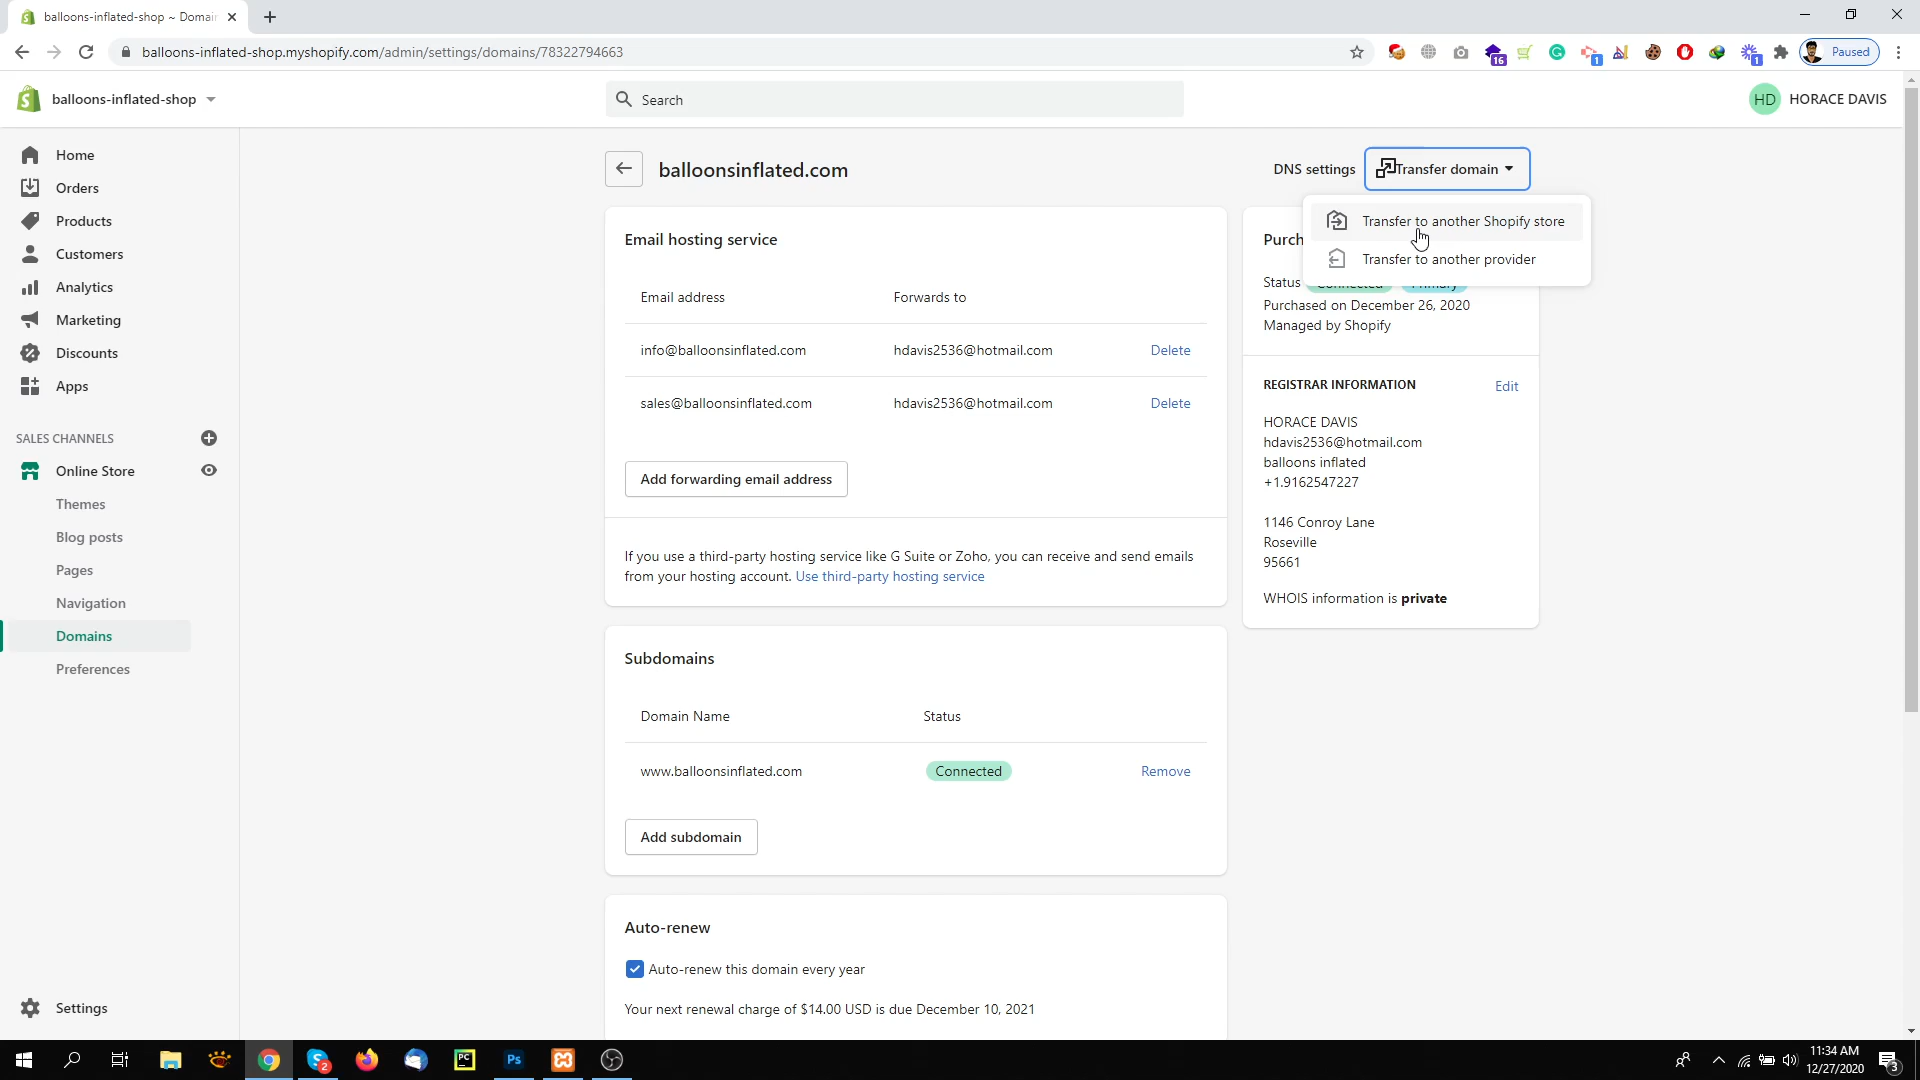 balloons-inflated-shop ~ Domai
balloons-inflated-shop.myshopify.com/admin/settings/domains/78322794663
16
1
1
Paused
balloons-inflated-shop
Search
HD
HORACE DAVIS
Home
Orders
Products
Customers
Analytics
Marketing
Discounts
Apps
SALES CHANNELS
Online Store
Themes
Blog posts
Pages
Navigation
Domains
Preferences
Settings
balloonsinflated.com
DNS settings
Transfer domain
Transfer to another Shopify store
Transfer to another provider
Email hosting service
Email address Forwards to
info@balloonsinflated.com hdavis2536@hotmail.com Delete
sales@balloonsinflated.com hdavis2536@hotmail.com Delete
Add forwarding email address
If you use a third-party hosting service like G Suite or Zoho, you can receive and send emails
from your hosting account. Use third-party hosting service
Subdomains
Domain Name Status
www.balloonsinflated.com Connected Remove
Add subdomain
Auto-renew
Auto-renew this domain every year
Your next renewal charge of $14.00 USD is due December 10, 2021
Purch
Status Connected Primary
Purchased on December 26, 2020
Managed by Shopify
REGISTRAR INFORMATION Edit
HORACE DAVIS
hdavis2536@hotmail.com
balloons inflated
+1.9162547227
1146 Conroy Lane
Roseville
95661
WHOIS information is private
2
PC
Ps
11:34 AM
12/27/2020
3